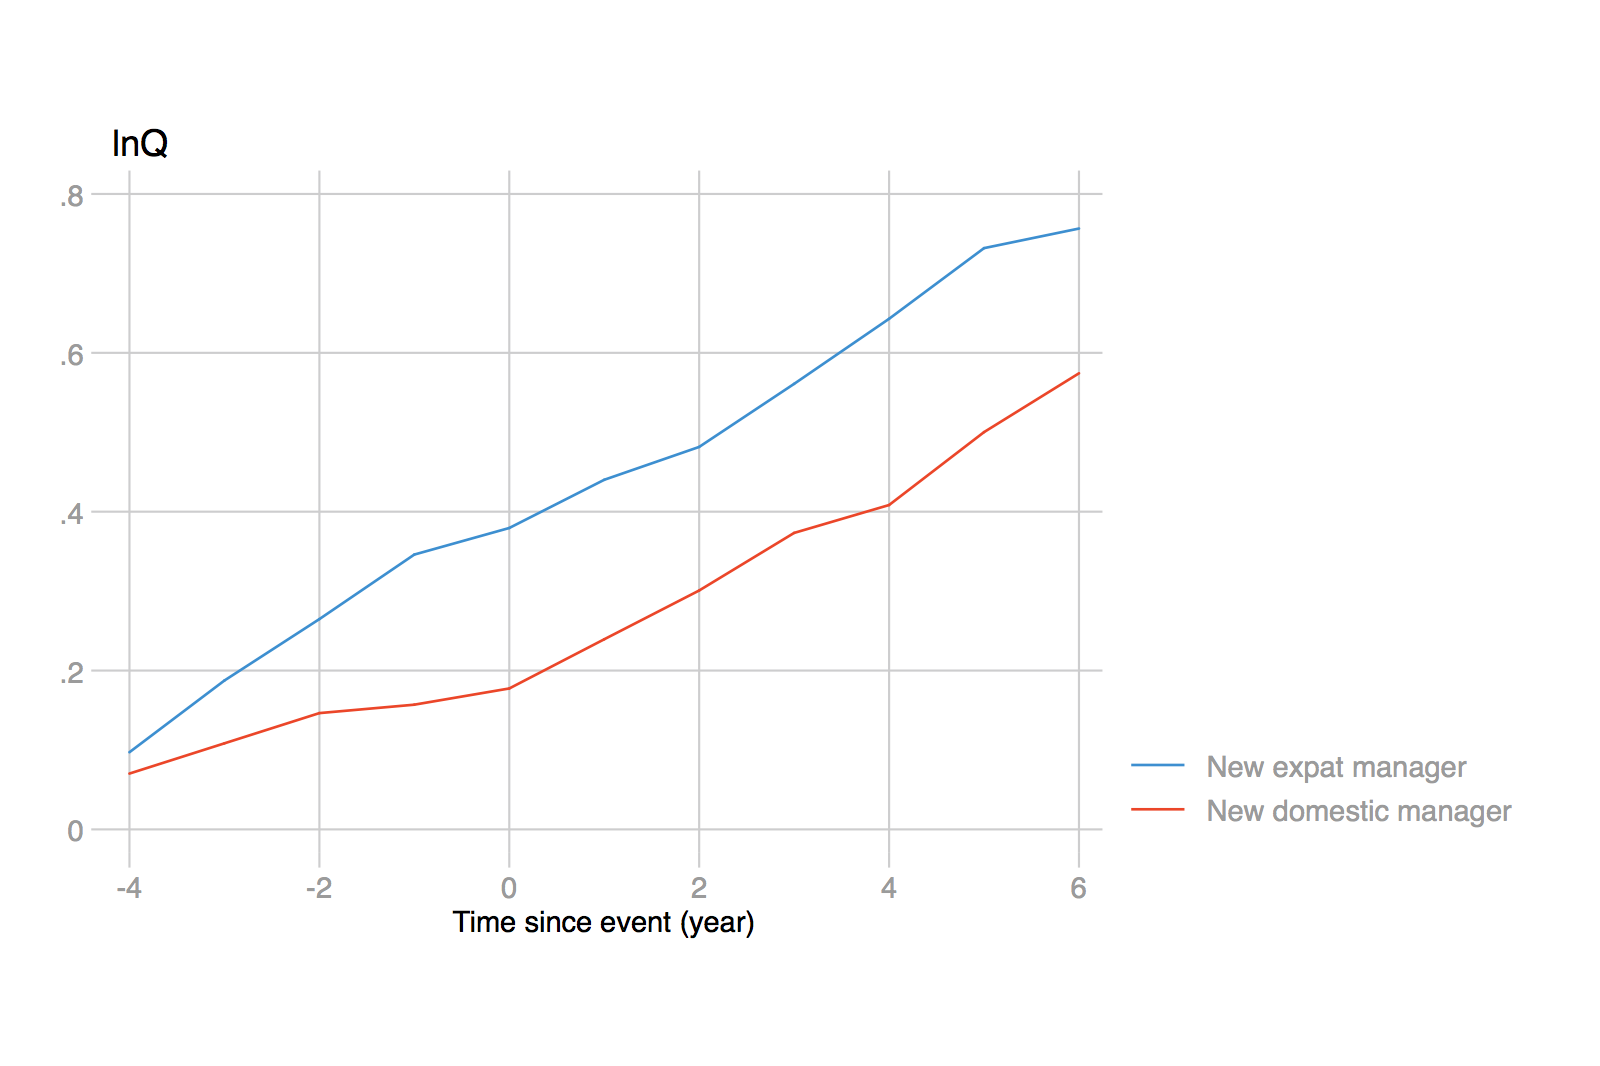 lnQ
.8
.6
.4
.2
0
-4 -2 0 2 4 6
Time since event (year)
New expat manager
New domestic manager